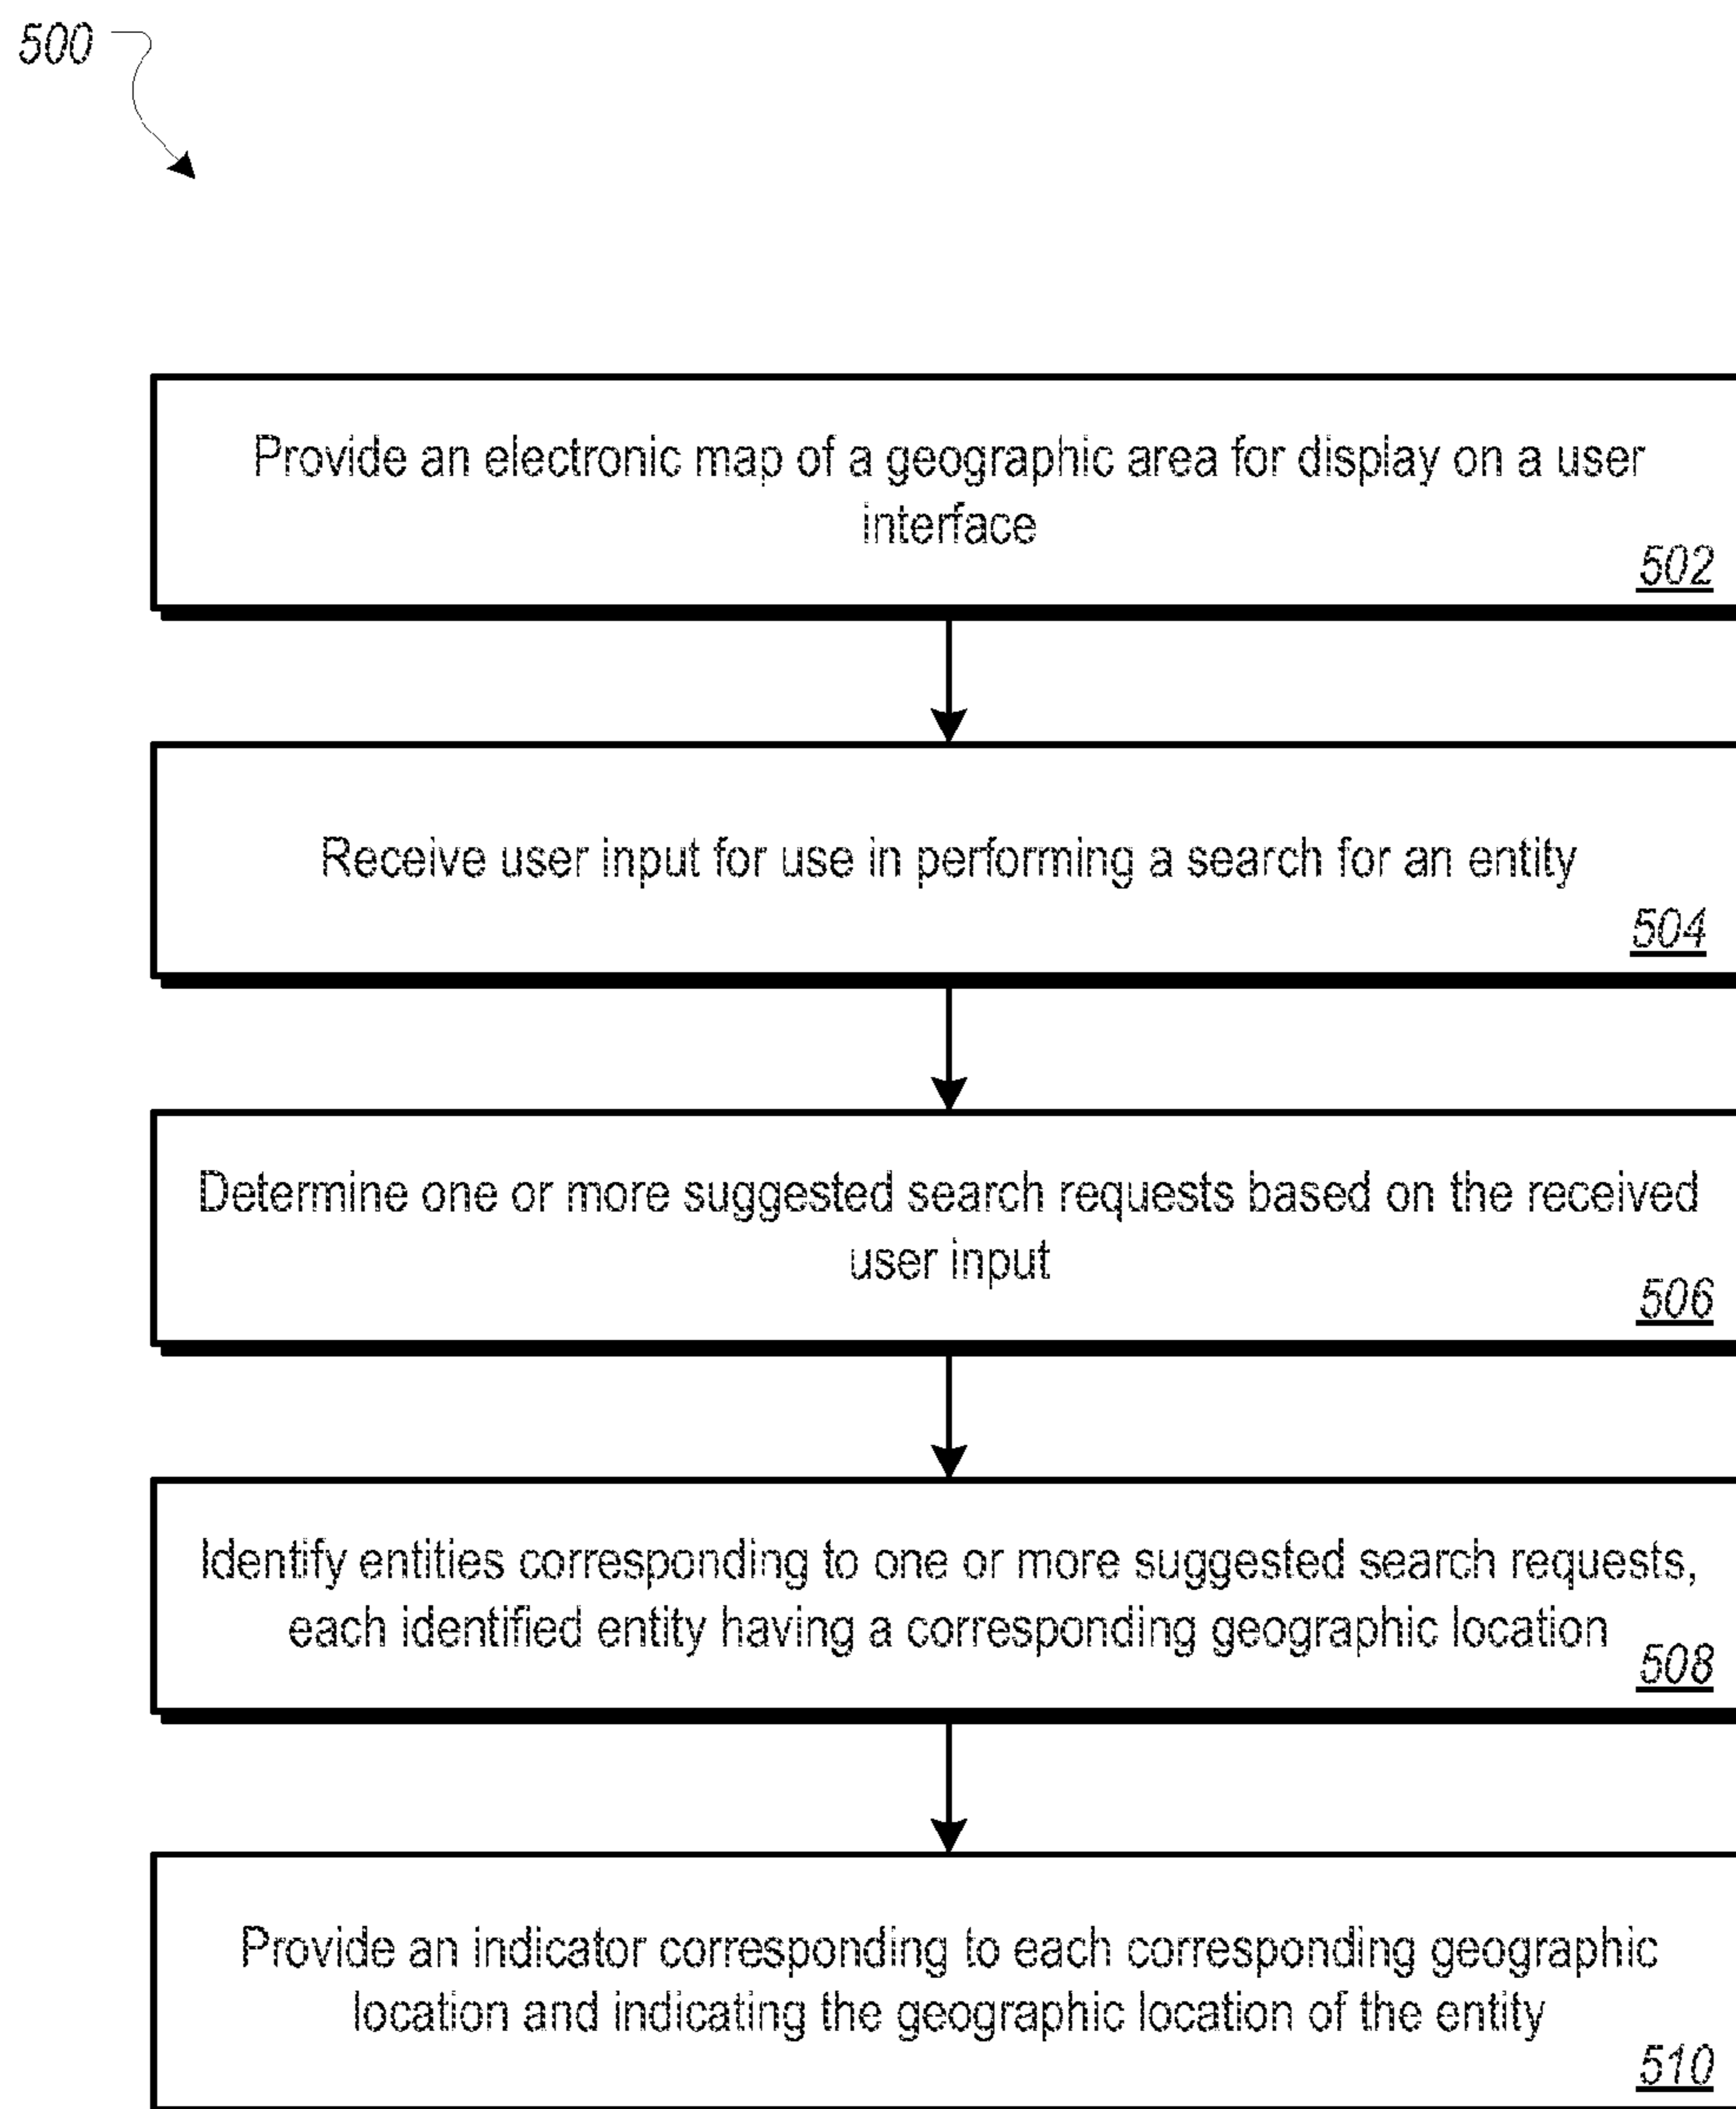 500
Provide an electronic map of a geographic area for display on a user
interface
502
Receive user input for use in performing a search for an entity
504
Determine one or more suggested search requests based on the received
user input
506
Identify entities corresponding to one or more suggested search requests,
each identified entity having a corresponding geographic location
508
Provide an indicator corresponding to each corresponding geographic
location and indicating the geographic location of the entity
510